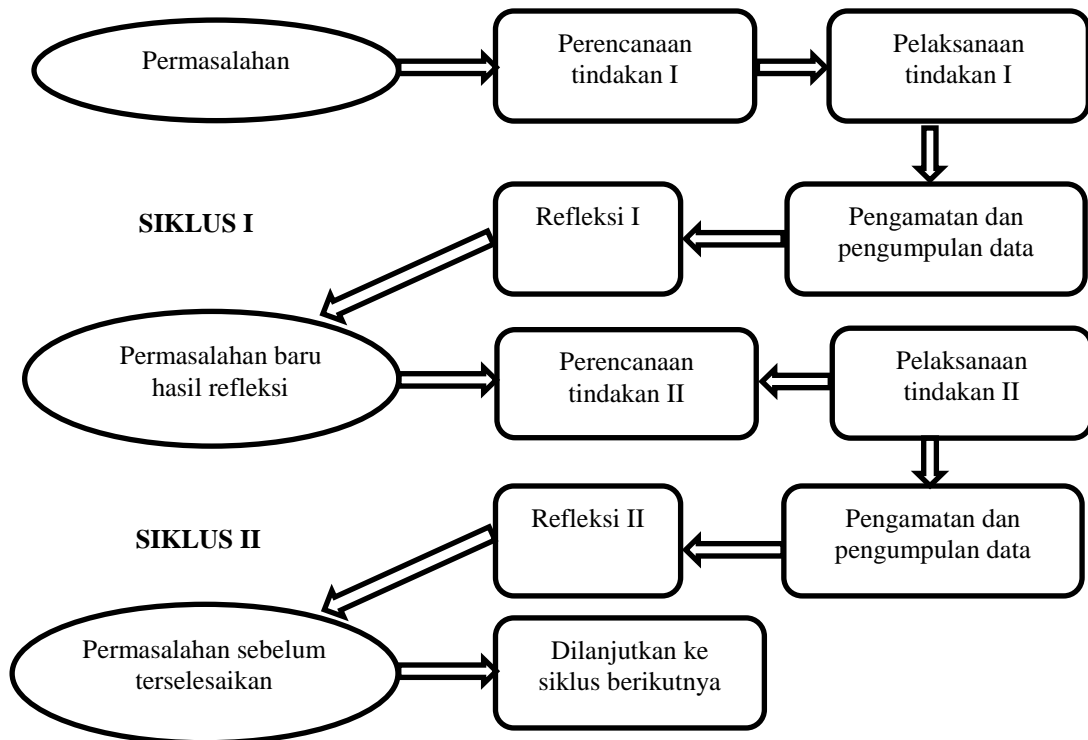 Permasalahan
Perencanaan
tindakan I
Pelaksanaan
tindakan I
SIKLUS I
Refleksi I
Pengamatan dan
pengumpulan data
Permasalahan baru
hasil refleksi
Perencanaan
tindakan II
Pelaksanaan
tindakan II
SIKLUS II
Refleksi II
Pengamatan dan
pengumpulan data
Permasalahan sebelum
terselesaikan
Dilanjutkan ke
siklus berikutnya